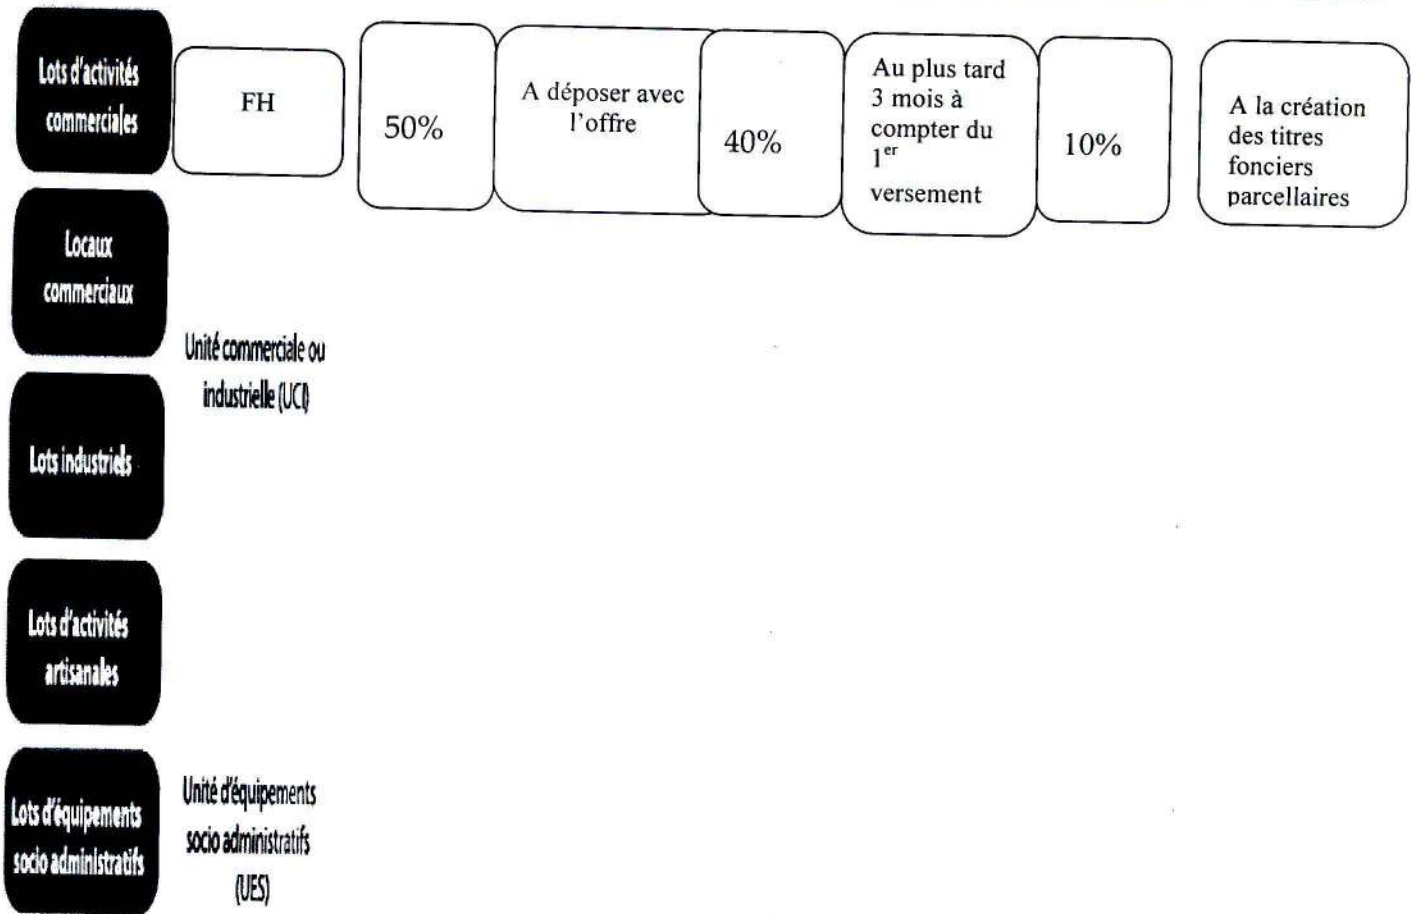 Lots d'activités
commerciales
FH
50%
A déposer avec
l'offre
40%
Au plus tard
3 mois à
compter du
1er
versement
10%
A la création
des titres
fonciers
parcellaires
Locaux
commerciaux
Unité commerciale ou
industrielle (UCI)
Lots industriels
Lots d'activités
artisanales
Lots d'équipements
socio administratifs
Unité d'équipements
socio administratifs
(UES)